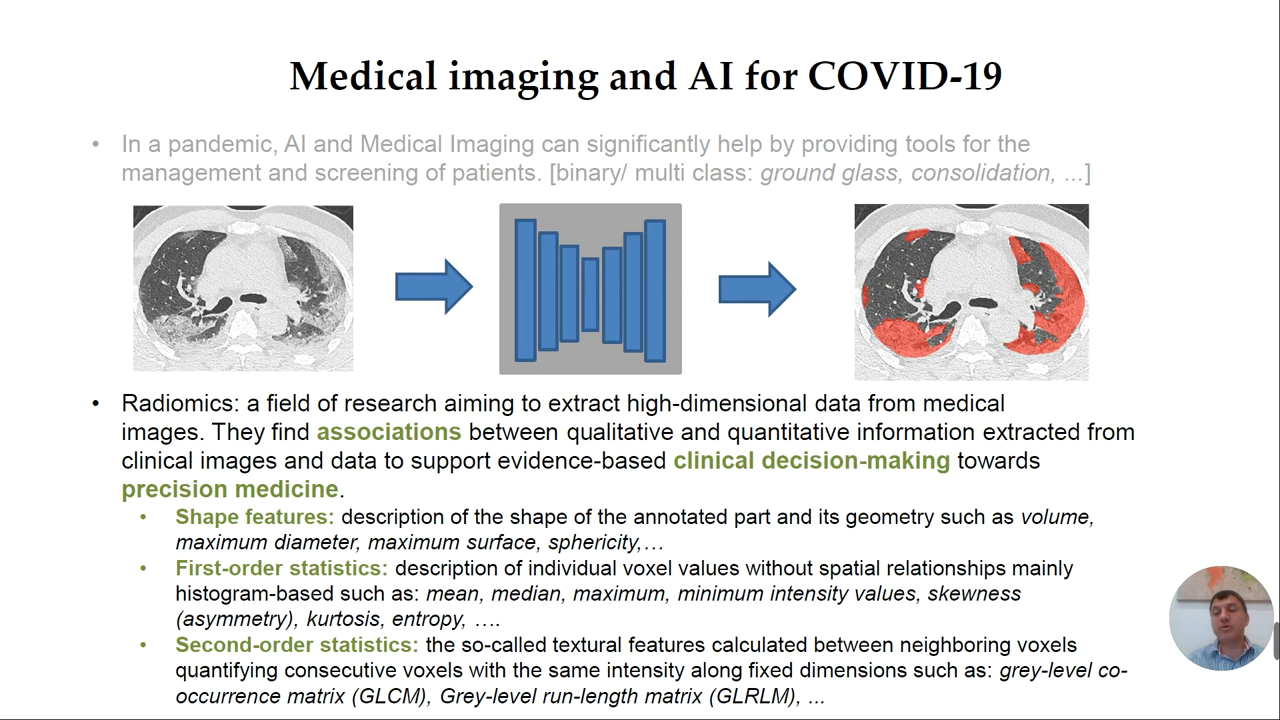 Medical imaging and AI for COVID-19
• In a pandemic, AI and Medical Imaging can significantly help by providing tools for the
management and screening of patients. [binary/ multi class: ground glass, consolidation, ...]
• Radiomics: a field of research aiming to extract high-dimensional data from medical
images. They find associations between qualitative and quantitative information extracted from
clinical images and data to support evidence-based clinical decision-making towards
precision medicine.
• Shape features: description of the shape of the annotated part and its geometry such as volume,
maximum diameter, maximum surface, sphericity,…
• First-order statistics: description of individual voxel values without spatial relationships mainly
histogram-based such as: mean, median, maximum, minimum intensity values, skewness
(asymmetry), kurtosis, entropy, ….
• Second-order statistics: the so-called textural features calculated between neighboring voxels
quantifying consecutive voxels with the same intensity along fixed dimensions such as: grey-level co-
occurrence matrix (GLCM), Grey-level run-length matrix (GLRLM), ...